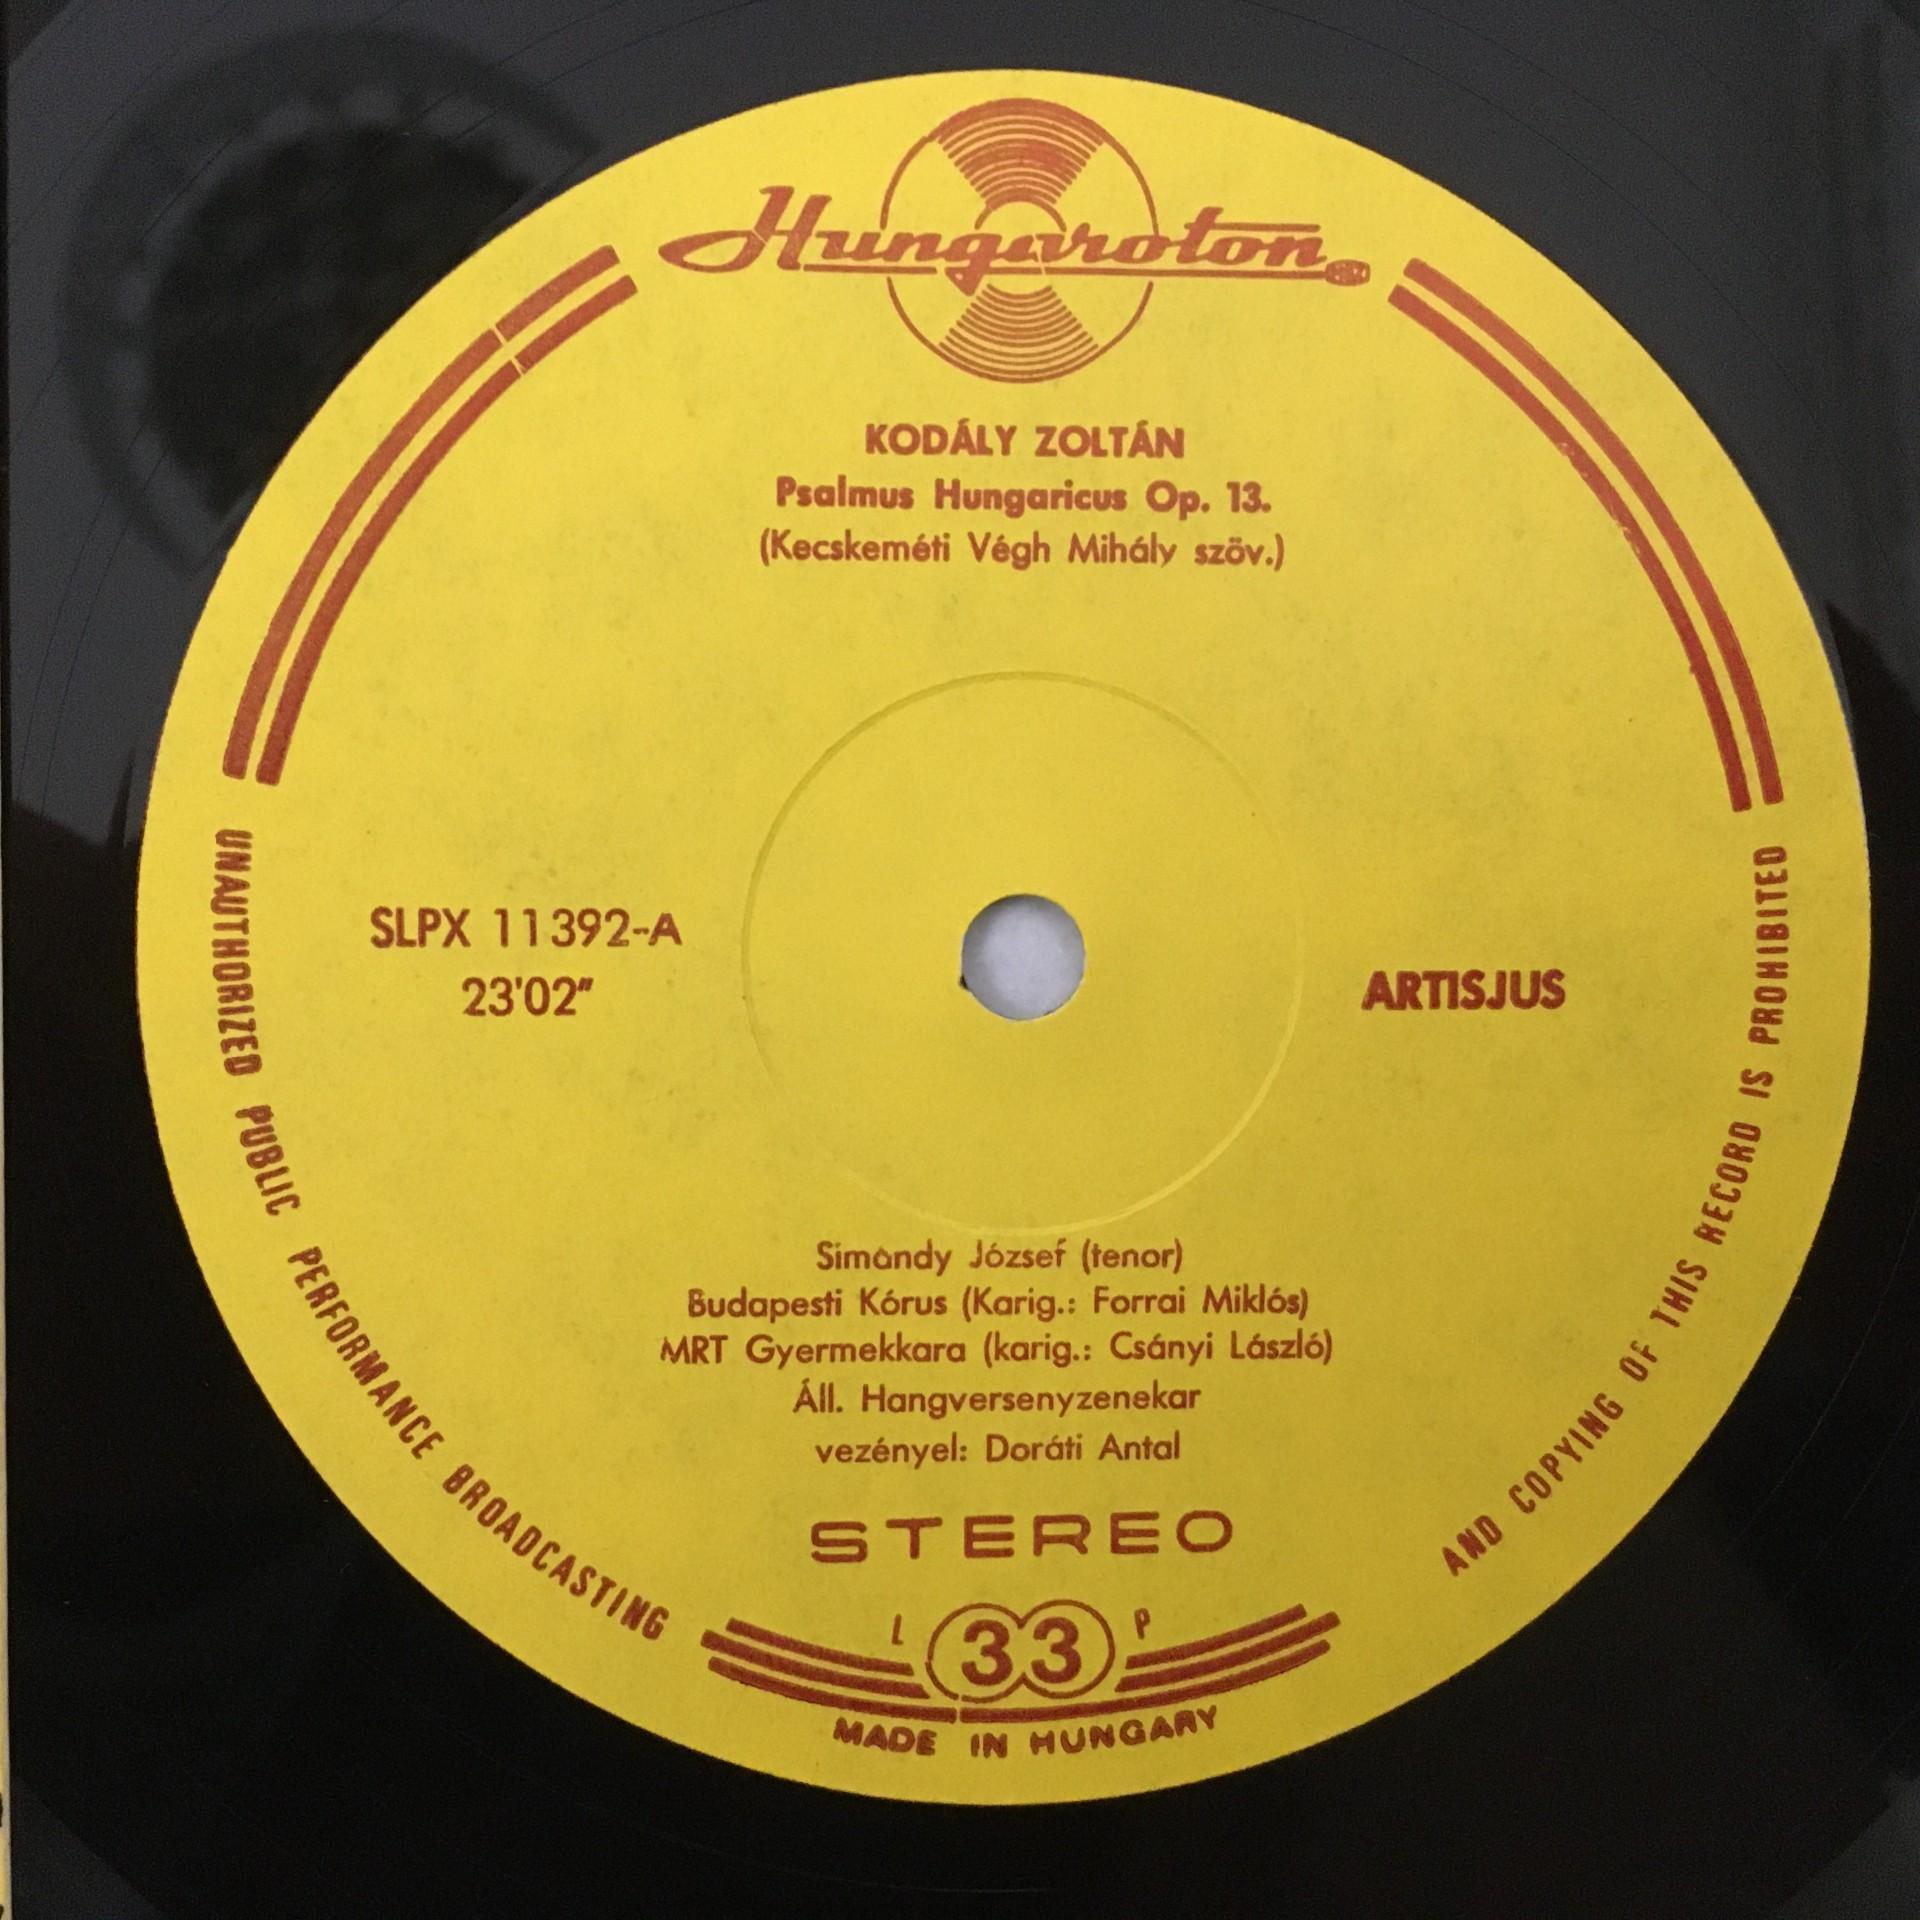 Hungaroton
KODÁLY ZOLTÁN
Psalmus Hungaricus Op. 13.
(Kecskeméti Végh Mihály szöv.)
SLPX 11392-A
23'02"
ARTISJUS
Simándy József (tenor)
Budapesti Kórus (Karig.: Forrai Miklós)
MRT Gyermekkara (karig.: Csányi László)
Áll. Hangversenyzenekar
vezényel: Doráti Antal
STEREO
L 33 P
MADE IN HUNGARY
UNAUTHORIZED PUBLIC PERFORMANCE BROADCASTING AND COPYING OF THIS RECORD IS PROHIBITED